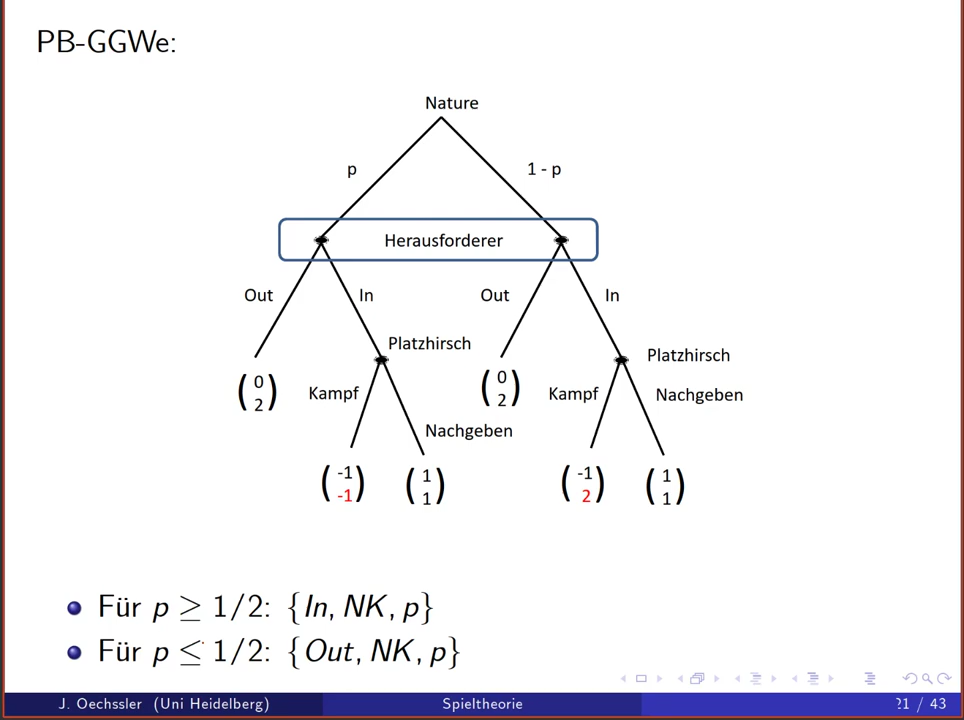 PB-GGWe:
Nature
p
1 - p
Herausforderer
Out
In
Out
In
Platzhirsch
Platzhirsch
Kampf
Nachgeben
Kampf
Nachgeben
0
2
0
2
-1
-1
1
1
-1
2
1
1
Für p ≥ 1/2: {In, NK, p}
Für p ≤ 1/2: {Out, NK, p}
J. Oechssler (Uni Heidelberg)
Spieltheorie
21 / 43